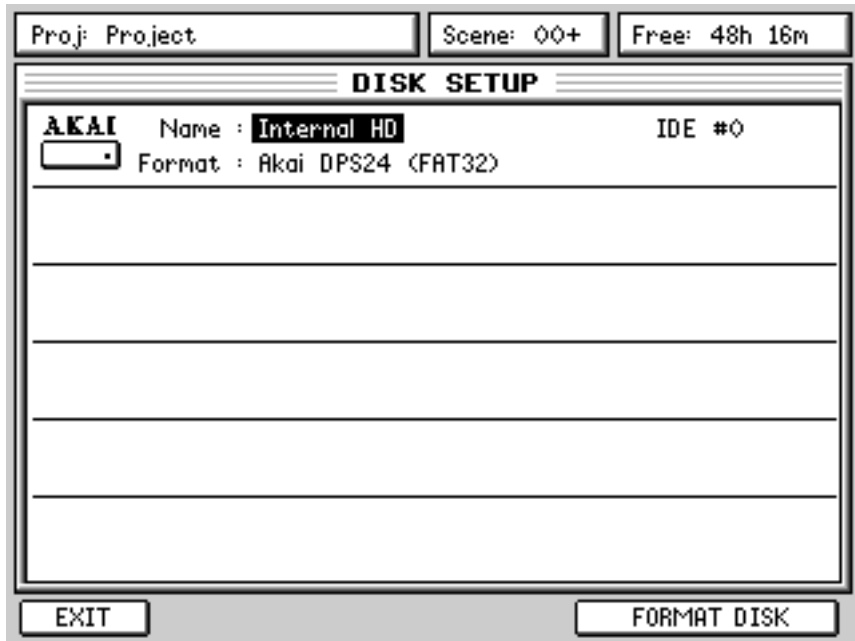 Proj: Project
Scene: 00+
Free: 48h 16m
DISK SETUP
AKAI Name : Internal HD IDE #0
Format : Akai DPS24 (FAT32)
EXIT
FORMAT DISK